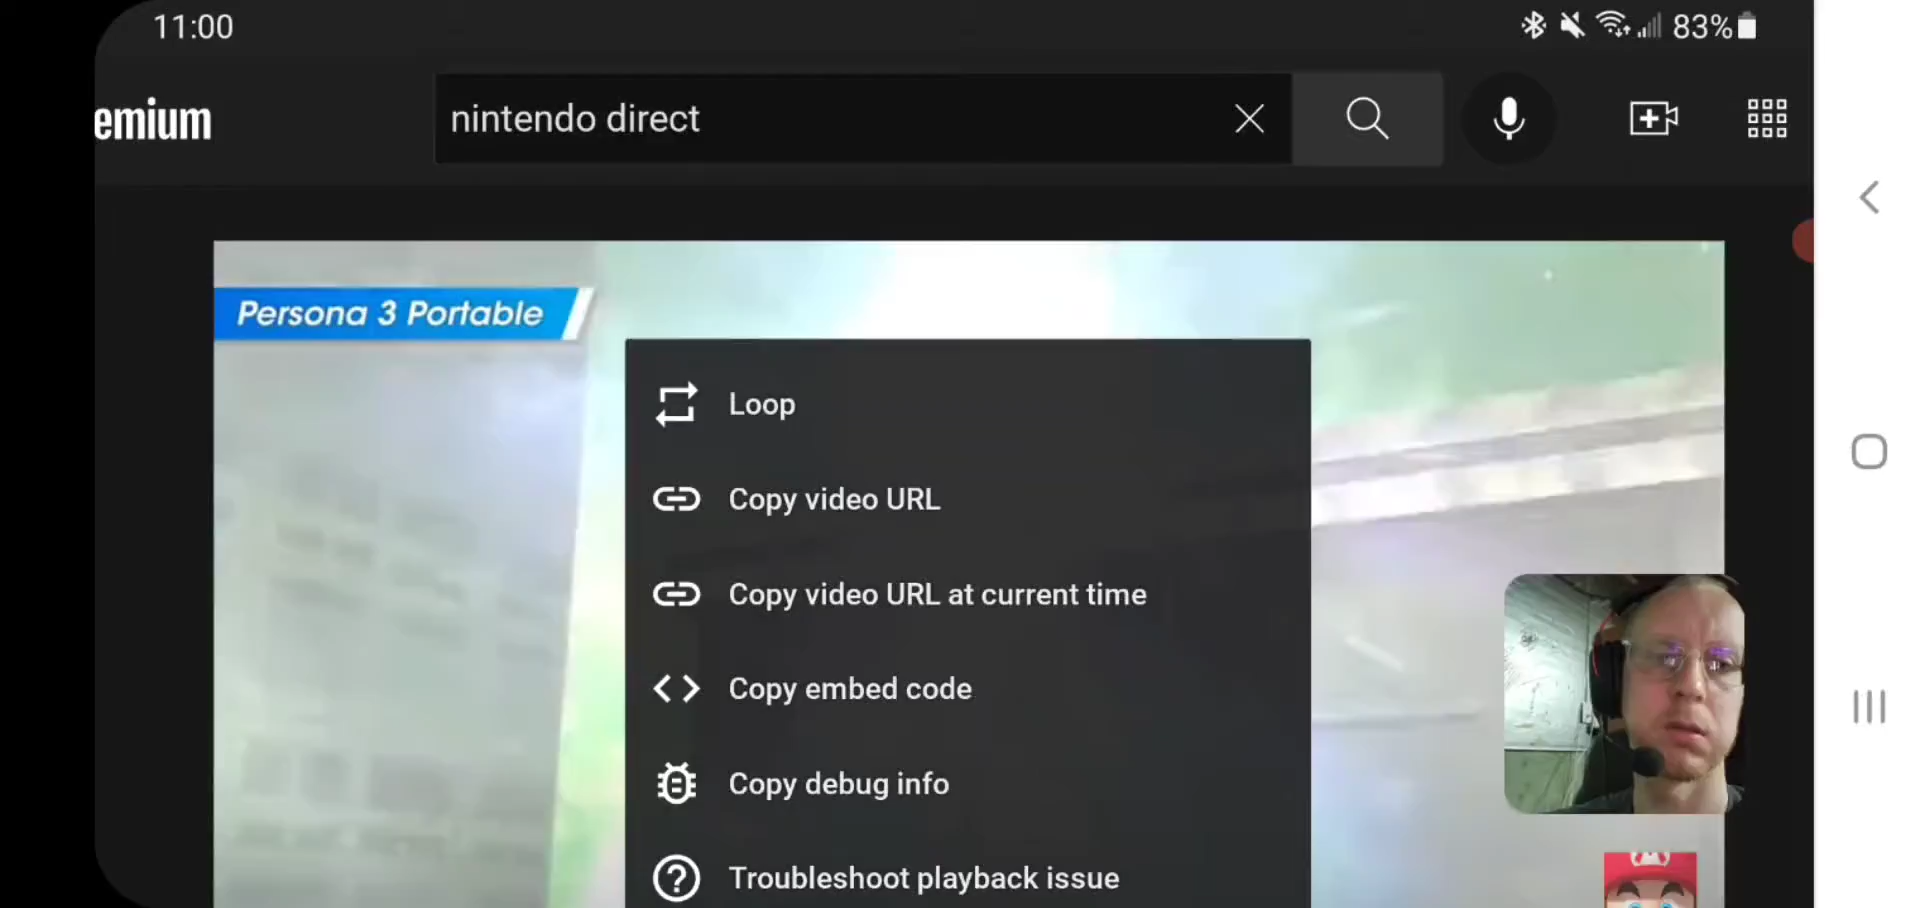 11:00
83%
emium
nintendo direct
Persona 3 Portable
Loop
Copy video URL
Copy video URL at current time
Copy embed code
Copy debug info
Troubleshoot playback issue